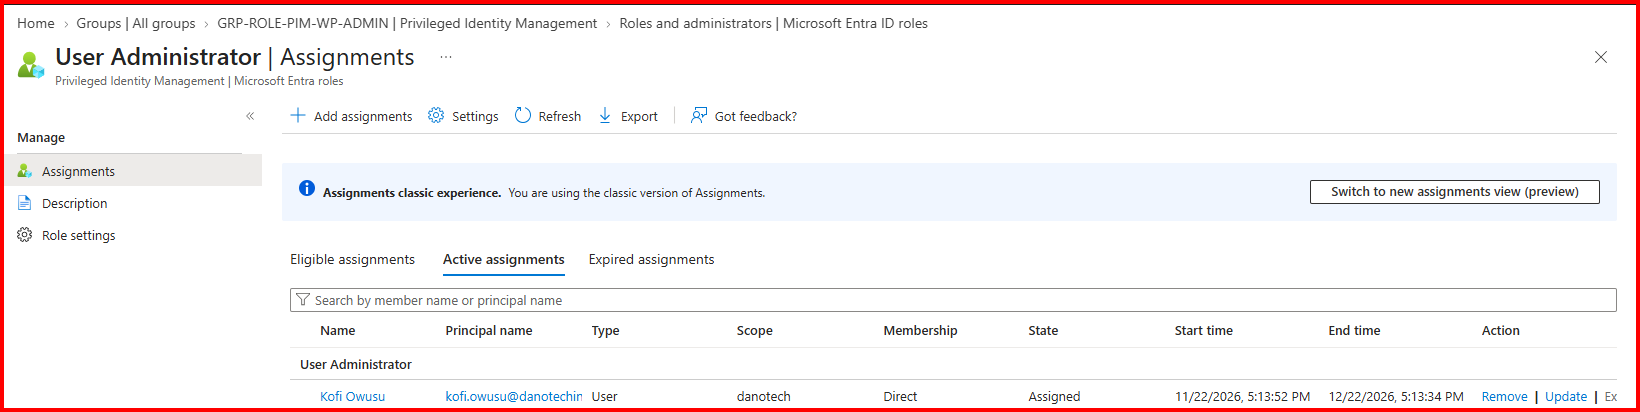 Home > Groups | All groups > GRP-ROLE-PIM-WP-ADMIN | Privileged Identity Management > Roles and administrators | Microsoft Entra ID roles
User Administrator | Assignments ...
Privileged Identity Management | Microsoft Entra roles
«
Add assignments Settings Refresh Export | Got feedback?
Manage
Assignments
Description
Role settings
Assignments classic experience. You are using the classic version of Assignments.
Switch to new assignments view (preview)
Eligible assignments Active assignments Expired assignments
Search by member name or principal name
Name Principal name Type Scope Membership State Start time End time Action
User Administrator
Kofi Owusu kofi.owusu@danotechin User danotech Direct Assigned 11/22/2026, 5:13:52 PM 12/22/2026, 5:13:34 PM Remove | Update | Ex